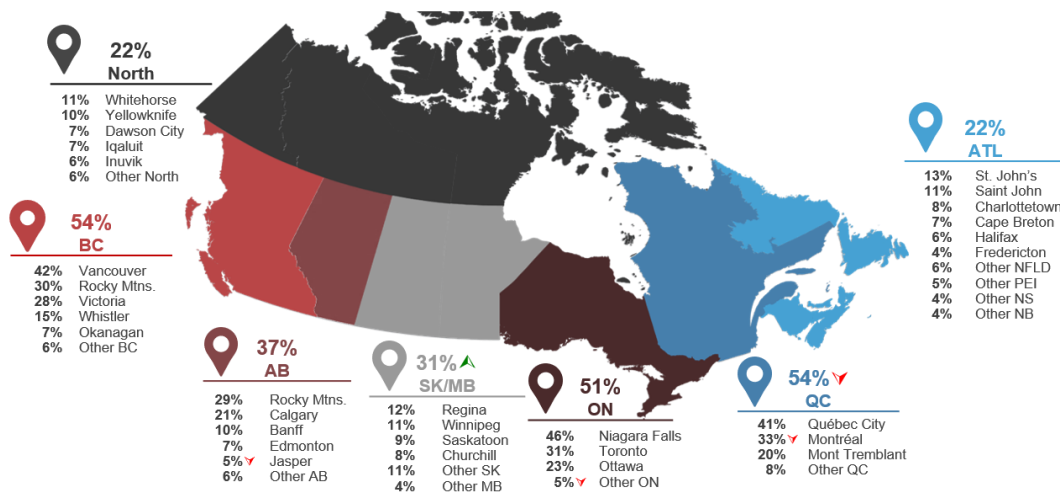 22%
North
11% Whitehorse
10% Yellowknife
7% Dawson City
7% Iqaluit
6% Inuvik
6% Other North
54%
BC
42% Vancouver
30% Rocky Mtns.
28% Victoria
15% Whistler
7% Okanagan
6% Other BC
37%
AB
29% Rocky Mtns.
21% Calgary
10% Banff
7% Edmonton
5% Jasper
6% Other AB
31%
SK/MB
12% Regina
11% Winnipeg
9% Saskatoon
8% Churchill
11% Other SK
4% Other MB
51%
ON
46% Niagara Falls
31% Toronto
23% Ottawa
5% Other ON
54%
QC
41% Québec City
33% Montréal
20% Mont Tremblant
8% Other QC
22%
ATL
13% St. John's
11% Saint John
8% Charlottetown
7% Cape Breton
6% Halifax
4% Fredericton
6% Other NFLD
5% Other PEI
4% Other NS
4% Other NB